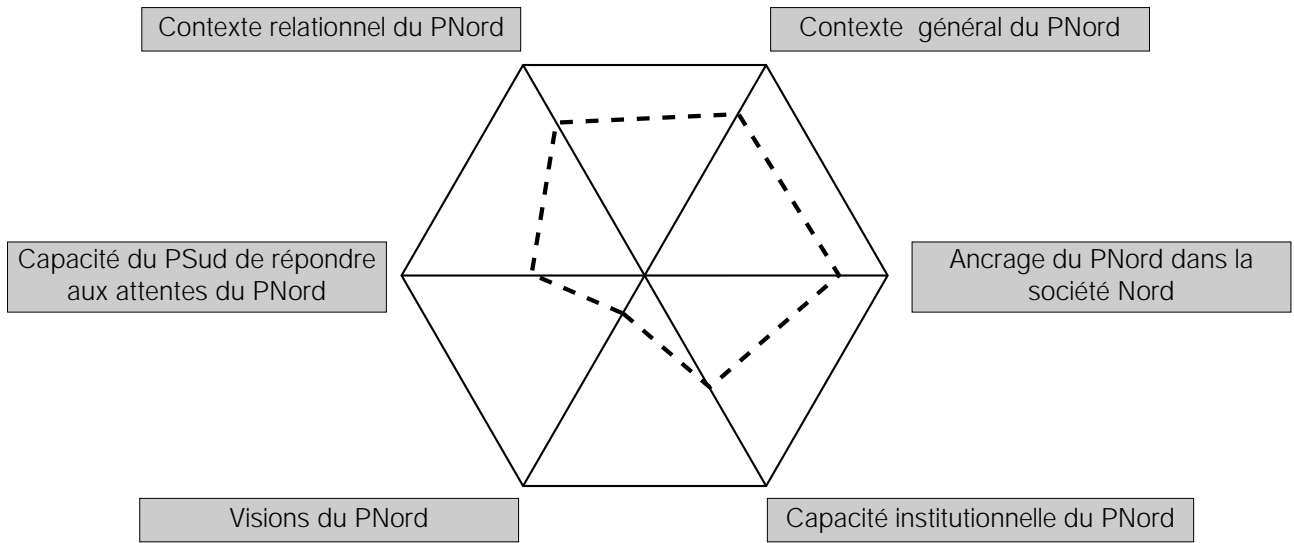 Contexte relationnel du PNord
Contexte général du PNord
Capacité du PSud de répondre
aux attentes du PNord
Ancrage du PNord dans la
société Nord
Visions du PNord
Capacité institutionnelle du PNord